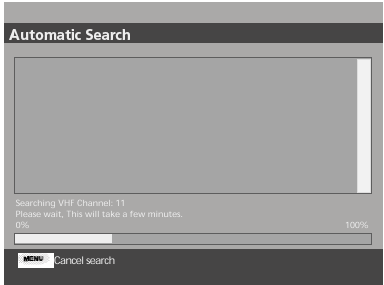 Automatic Search
Searching VHF Channel: 11
Please wait, This will take a few minutes.
0% 100%
MENU Cancel search